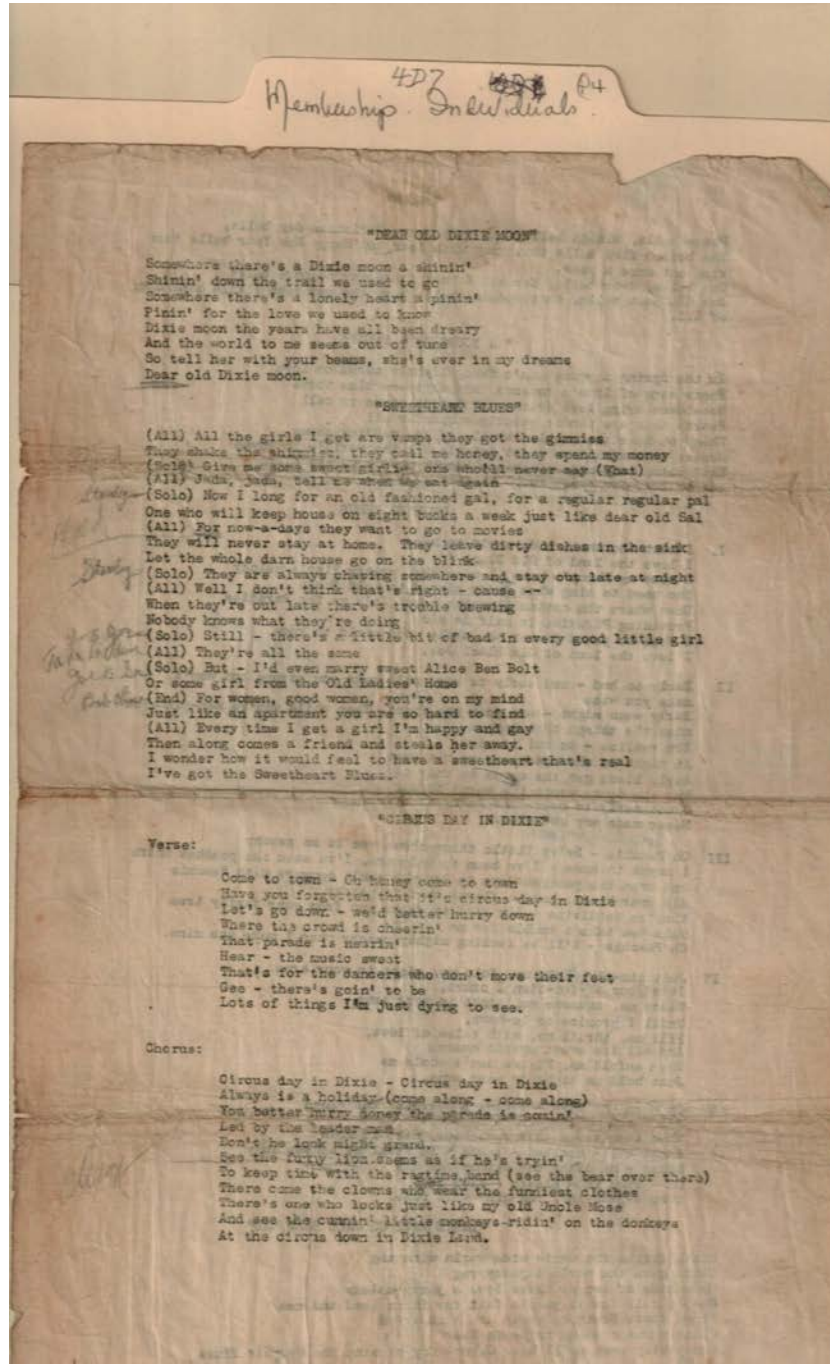 4D7 P4
Membership. Individuals.
"DEAR OLD DIXIE MOON"
Somewhere there's a Dixie moon a shinin'
Shinin' down the trail we used to go
Somewhere there's a lonely heart a pinin'
Pinin' for the love we used to know
Dixie moon the years have all been dreary
And the world to me seems out of tune
So tell her with your beams, she's ever in my dreams
Dear old Dixie moon.
"SWEETHEART BLUES"
(All) All the girls I get are vamps they got the gimmies
They shake the shimmies, they call me honey, they spend my money
(Solo) Give me some sweet girlie, one who'll never say (What)
(All) Jada, jada, tell me when we eat again
(Solo) Now I long for an old fashioned gal, for a regular regular pal
One who will keep house on eight bucks a week just like dear old Sal
(All) For now-a-days they want to go to movies
They will never stay at home. They leave dirty dishes in the sink
Let the whole darn house go on the blink
(Solo) They are always chasing somewhere and stay out late at night
(All) Well I don't think that's right - cause --
When they're out late there's trouble brewing
Nobody knows what they're doing
(Solo) Still - there's a little bit of bad in every good little girl
(All) They're all the same
(Solo) But - I'd even marry sweet Alice Ben Bolt
Or some girl from the Old Ladies' Home
(End) For women, good women, you're on my mind
Just like an apartment you are so hard to find
(All) Every time I get a girl I'm happy and gay
Then along comes a friend and steals her away.
I wonder how it would feel to have a sweetheart that's real
I've got the Sweetheart Blues.
"CIRCUS DAY IN DIXIE"
Verse:
Come to town - Oh honey come to town
Have you forgotten that it's circus day in Dixie
Let's go down - we'd better hurry down
Where the crowd is cheerin'
That parade is nearin'
Hear - the music sweet
That's for the dancers who don't move their feet
Gee - there's goin' to be
Lots of things I'm just dying to see.
Chorus:
Circus day in Dixie - Circus day in Dixie
Always is a holiday (come along - come along)
You better hurry honey the parade is comin'
Led by the leader man.
Don't he look might grand.
See the funny lion seems as if he's tryin'
To keep time with the ragtime band (see the bear over there)
There come the clowns who wear the funniest clothes
There's one who looks just like my old Uncle Mose
And see the cunnin' little monkeys-ridin' on the donkeys
At the circus down in Dixie Land.